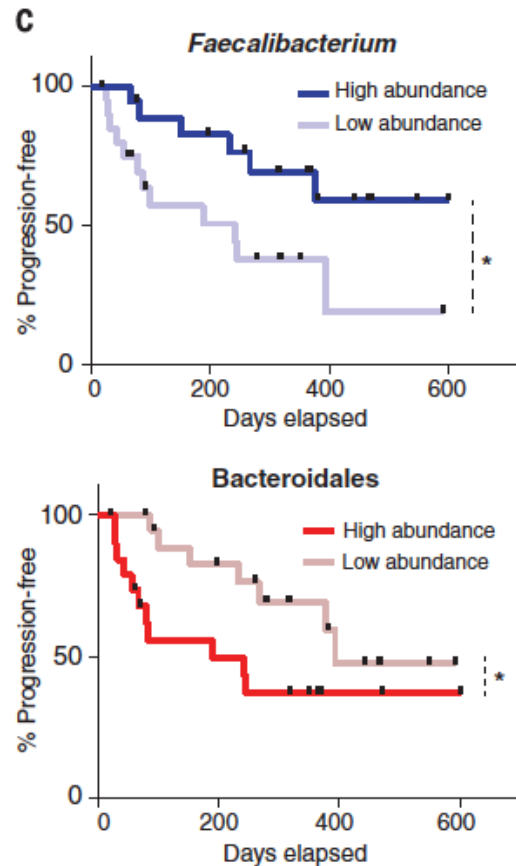 C
Faecalibacterium
High abundance
Low abundance
% Progression-free
100
50
0
*
0 200 400 600
Days elapsed
Bacteroidales
High abundance
Low abundance
% Progression-free
100
50
0
*
0 200 400 600
Days elapsed